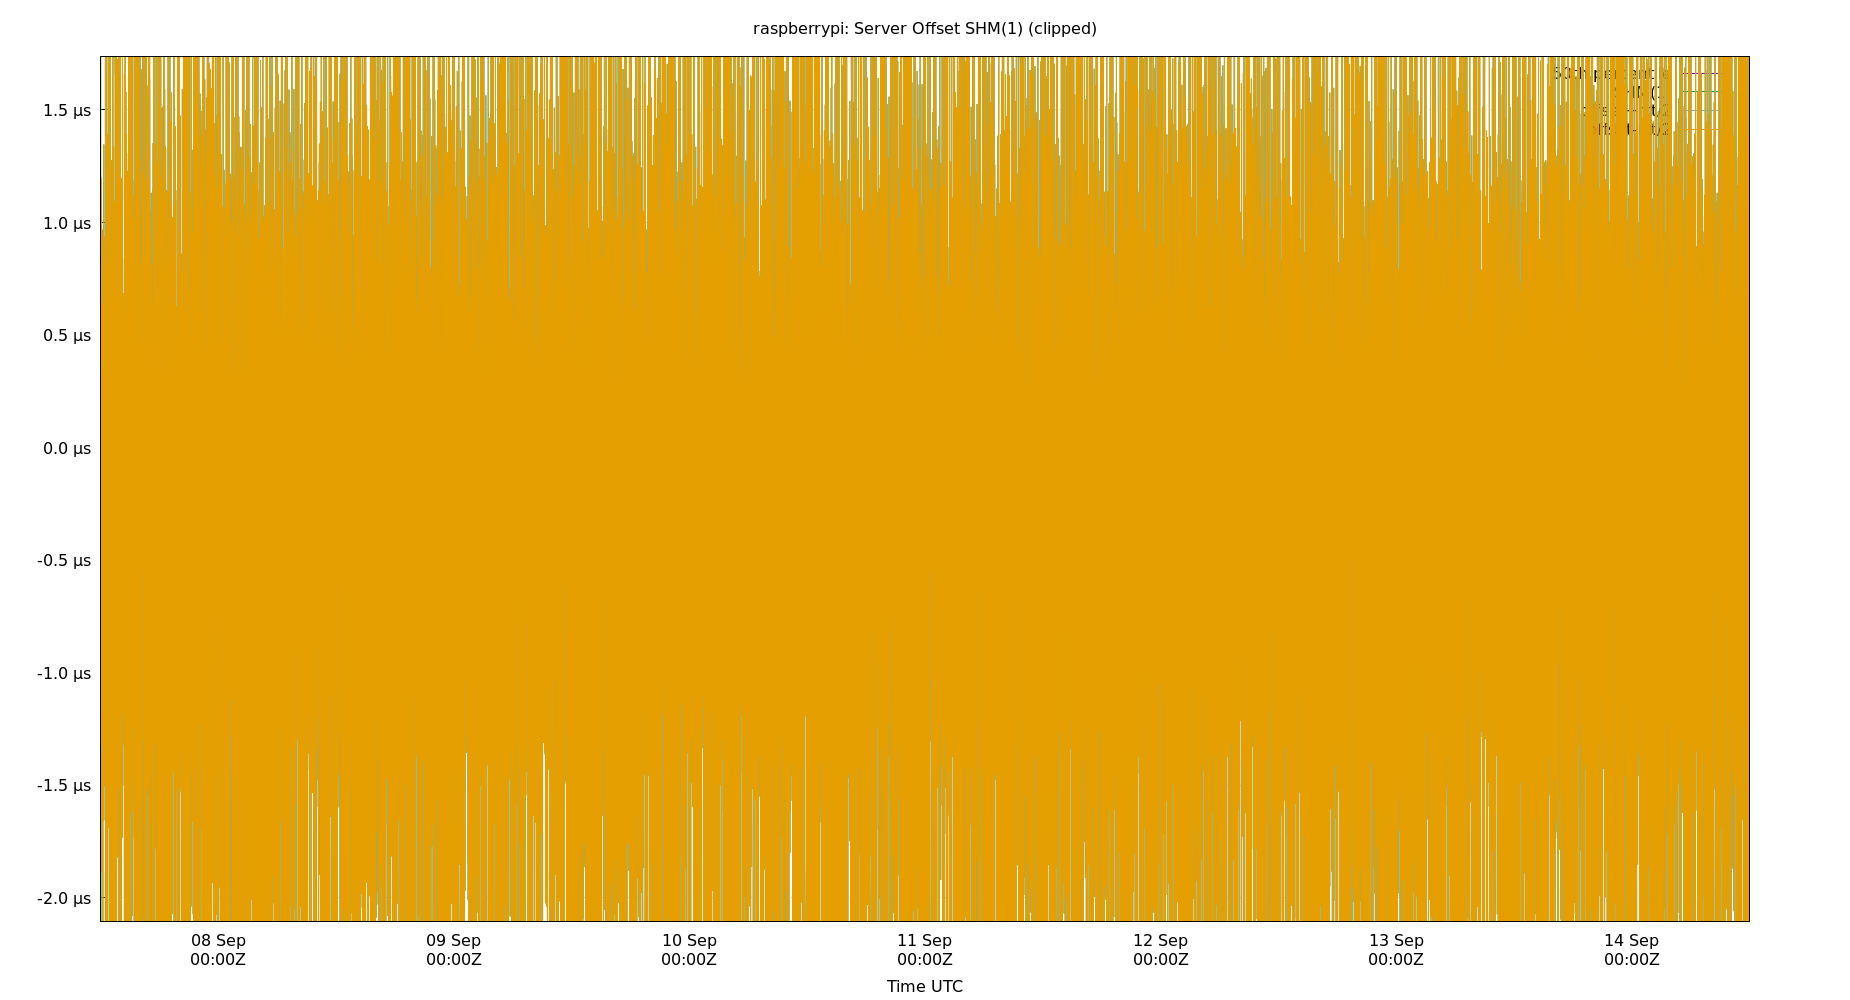 raspberrypi: Server Offset SHM(1) (clipped)
1.5 µs
1.0 µs
0.5 µs
0.0 µs
-0.5 µs
-1.0 µs
-1.5 µs
-2.0 µs
08 Sep
00:00Z
09 Sep
00:00Z
10 Sep
00:00Z
11 Sep
00:00Z
12 Sep
00:00Z
13 Sep
00:00Z
14 Sep
00:00Z
Time UTC